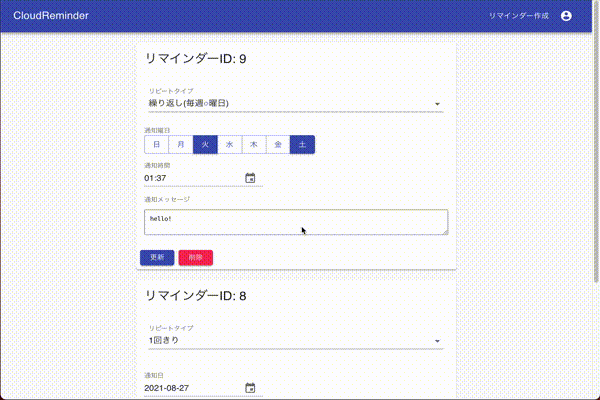 CloudReminder
リマインダー作成
リマインダーID: 9
リピートタイプ
繰り返し(毎週○曜日)
通知曜日
日 月 火 水 木 金 土
通知時間
01:37
通知メッセージ
hello!
更新 削除
リマインダーID: 8
リピートタイプ
1回きり
通知日
2021-08-27